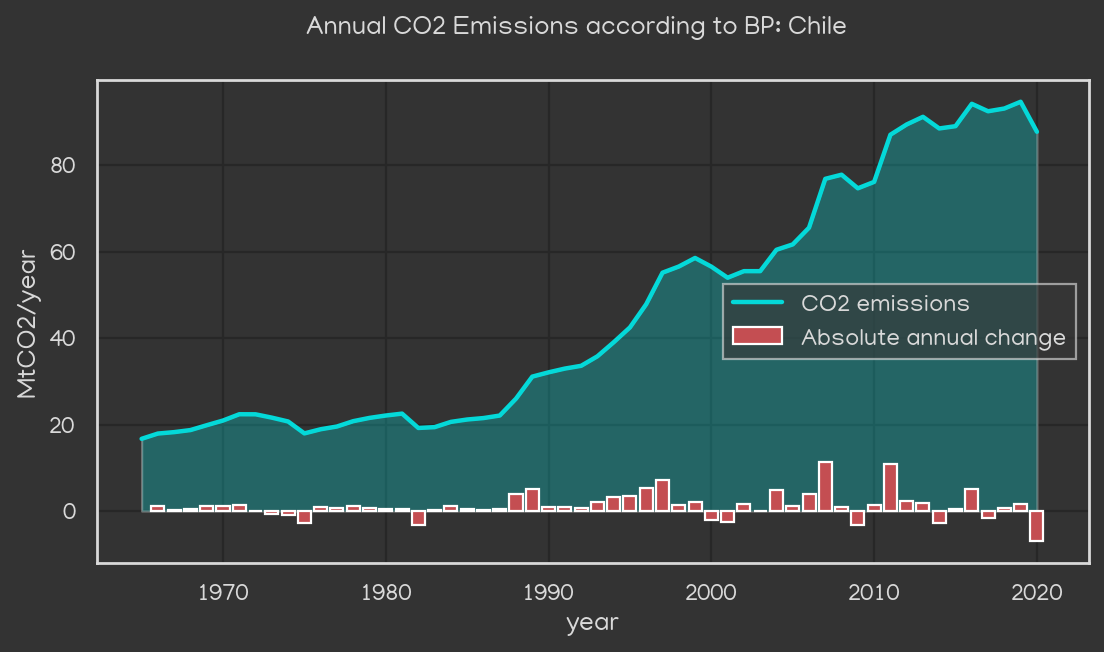 Annual CO2 Emissions according to BP: Chile
MtCO2/year
80
60
40
20
0
CO2 emissions
Absolute annual change
1970 1980 1990 2000 2010 2020
year